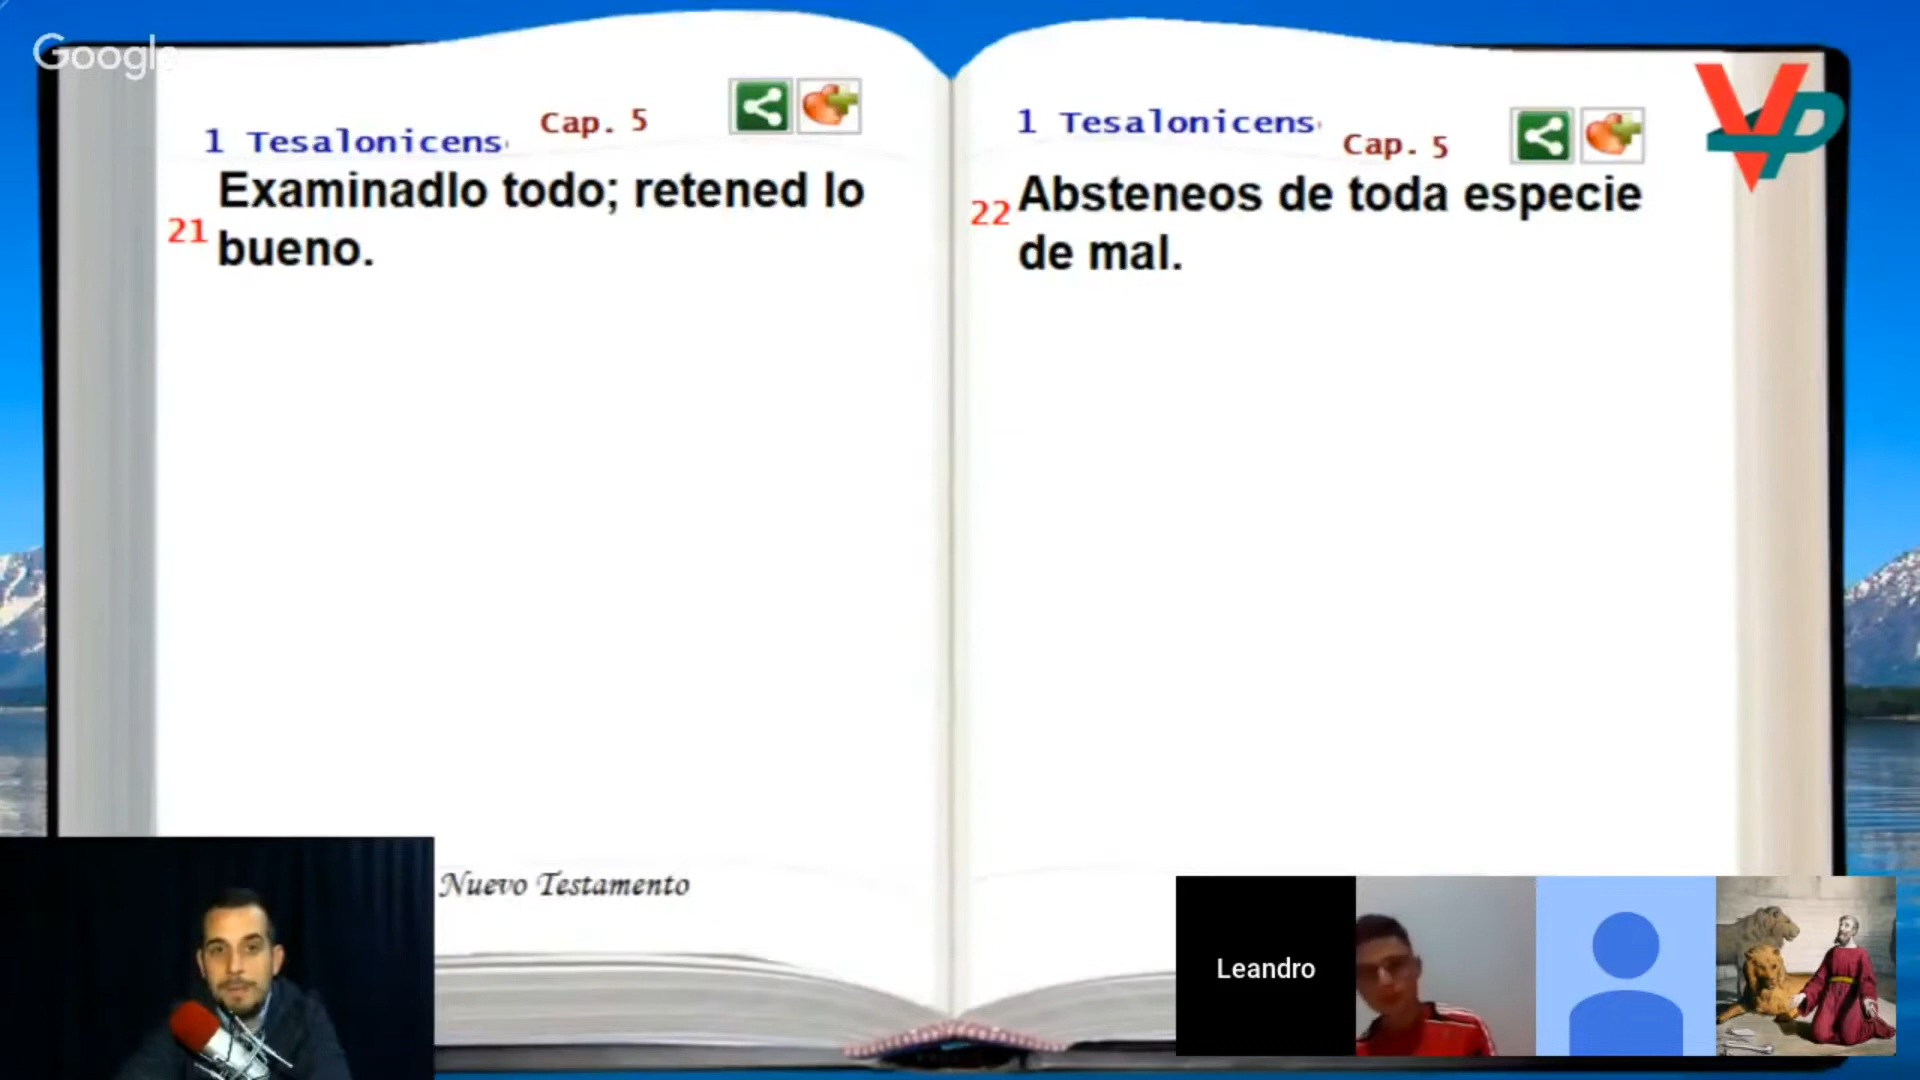 Google
1 Tesalonicens
Cap. 5
21
Examinadlo todo; retened lo
bueno.
1 Tesalonicens
Cap. 5
22
Absteneos de toda especie
de mal.
VP
Nuevo Testamento
Leandro